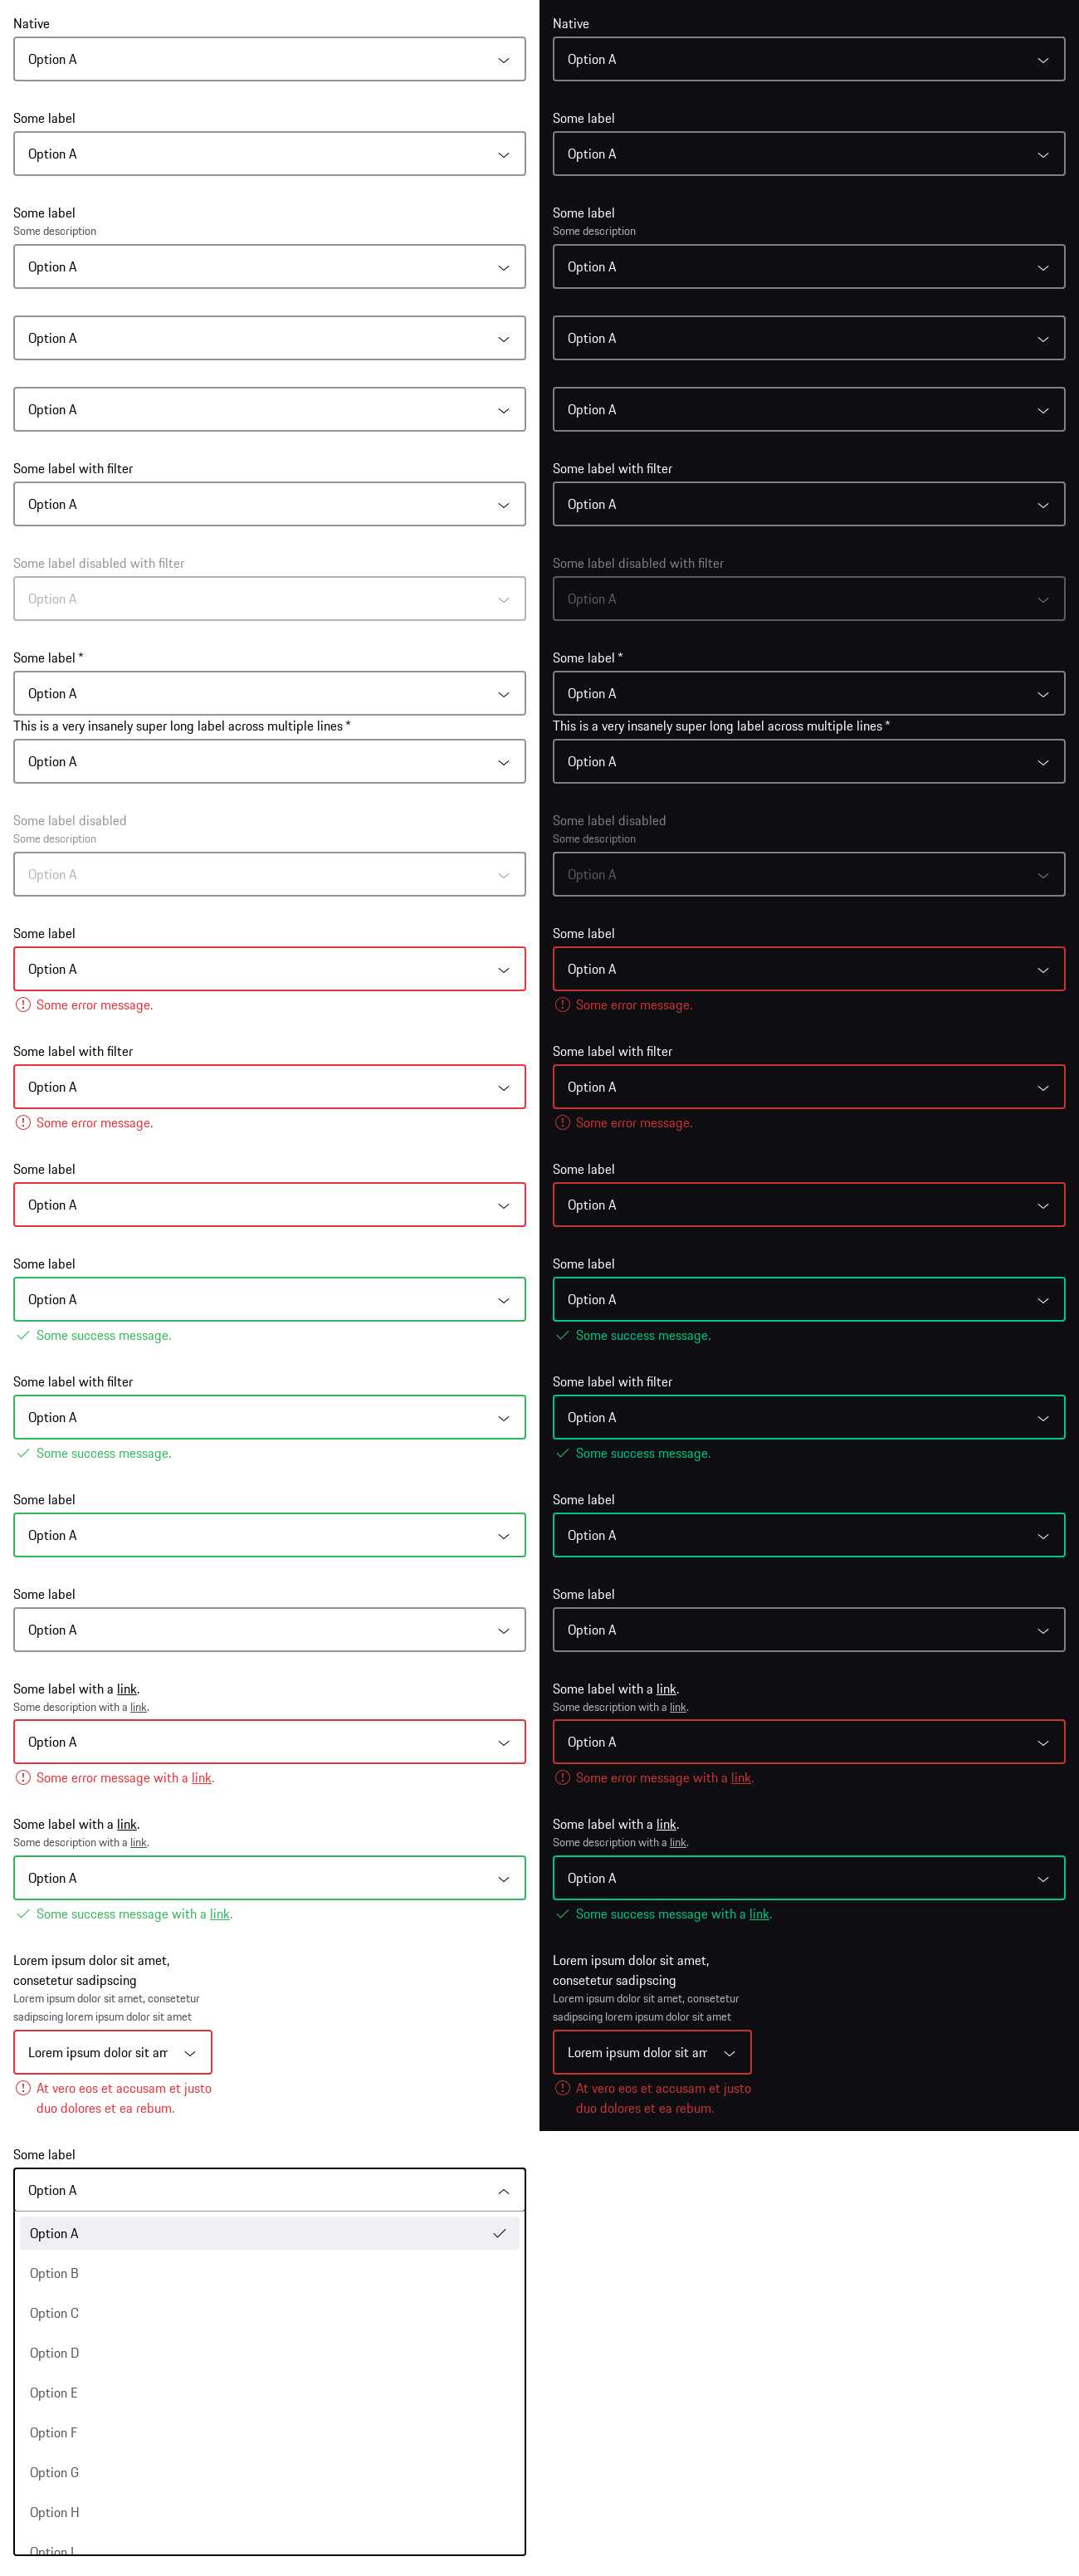 Native
Option A
Some label
Option A
Some label
Some description
Option A
Option A
Option A
Some label with filter
Option A
Some label disabled with filter
Option A
Some label *
Option A
This is a very insanely super long label across multiple lines *
Option A
Some label disabled
Some description
Option A
Some label
Option A
Some error message.
Some label with filter
Option A
Some error message.
Some label
Option A
Some label
Option A
Some success message.
Some label with filter
Option A
Some success message.
Some label
Option A
Some label
Option A
Some label with a link.
Some description with a link.
Option A
Some error message with a link.
Some label with a link.
Some description with a link.
Option A
Some success message with a link.
Lorem ipsum dolor sit amet,
consetetur sadipscing
Lorem ipsum dolor sit amet, consetetur
sadipscing lorem ipsum dolor sit amet
Lorem ipsum dolor sit am
At vero eos et accusam et justo
duo dolores et ea rebum.
Some label
Option A
Option A
Option B
Option C
Option D
Option E
Option F
Option G
Option H
Option I
Native
Option A
Some label
Option A
Some label
Some description
Option A
Option A
Option A
Some label with filter
Option A
Some label disabled with filter
Option A
Some label *
Option A
This is a very insanely super long label across multiple lines *
Option A
Some label disabled
Some description
Option A
Some label
Option A
Some error message.
Some label with filter
Option A
Some error message.
Some label
Option A
Some label
Option A
Some success message.
Some label with filter
Option A
Some success message.
Some label
Option A
Some label
Option A
Some label with a link.
Some description with a link.
Option A
Some error message with a link.
Some label with a link.
Some description with a link.
Option A
Some success message with a link.
Lorem ipsum dolor sit amet,
consetetur sadipscing
Lorem ipsum dolor sit amet, consetetur
sadipscing lorem ipsum dolor sit amet
Lorem ipsum dolor sit am
At vero eos et accusam et justo
duo dolores et ea rebum.